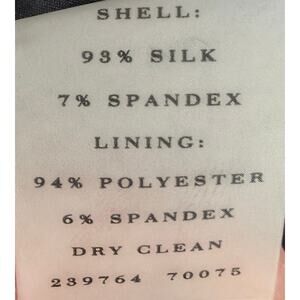 SHELL:
93% SILK
7% SPANDEX
LINING:
94% POLYESTER
6% SPANDEX
DRY CLEAN
239764 70075